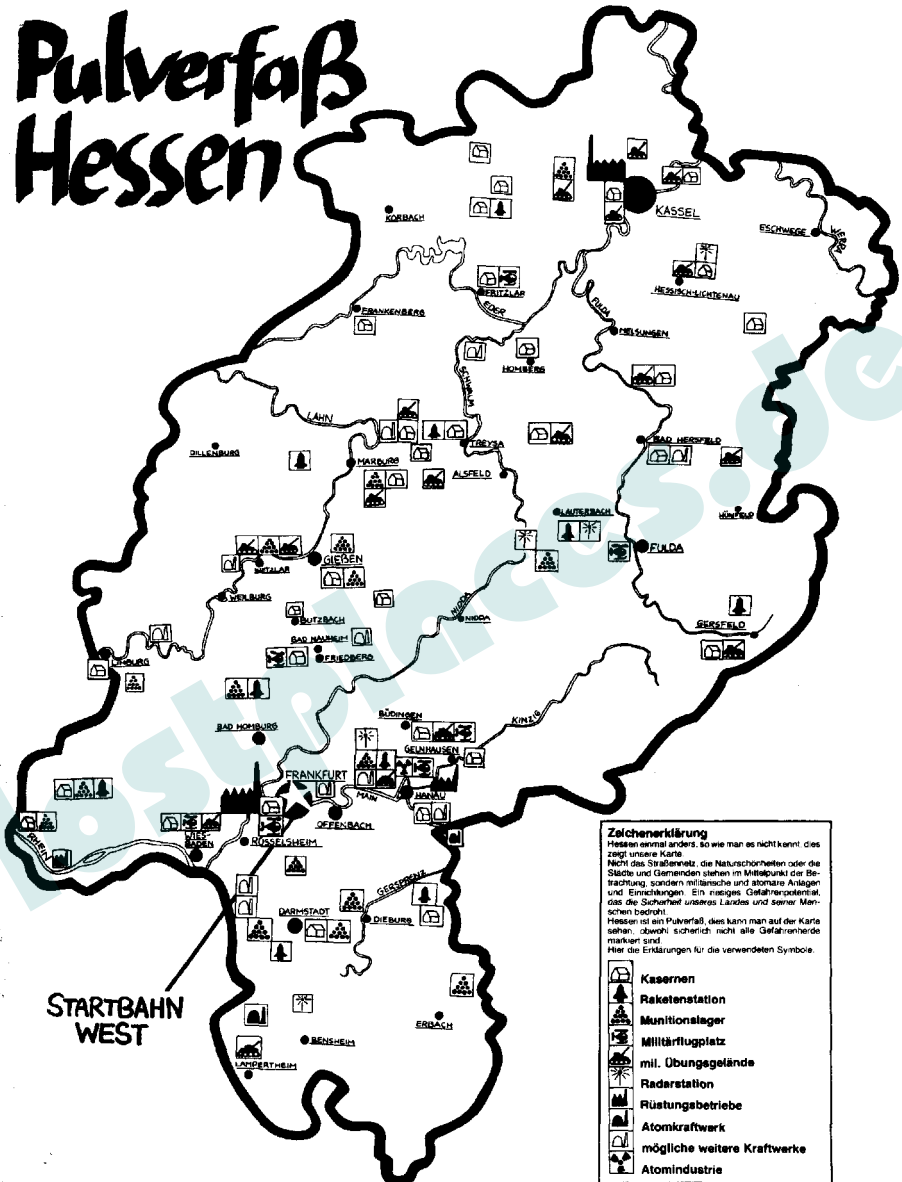 Pulverfaß
Hessen
KASSEL
KORBACH
ESCHWEGE
WERRA
HESSISCH-LICHTENAU
FRITZLAR
EDER
FULDA
FRANKENBERG
MELSUNGEN
HOMBERG
SCHWALM
LAHN
TREYSA
BAD HERSFELD
DILLENBURG
MARBURG
ALSFELD
LAUTERBACH
HÜNFELD
FULDA
GIEßEN
WETZLAR
WEILBURG
BUTZBACH
NIDDA
NIDDA
GERSFELD
BAD NAUHEIM
FRIEDBERG
LIMBURG
BAD HOMBURG
BÜDINGEN
KINZIG
GELNHAUSEN
FRANKFURT
MAIN
HANAU
OFFENBACH
RHEIN
WIES-
BADEN
RÜSSELSHEIM
GERSPRENZ
DARMSTADT
DIEBURG
STARTBAHN
WEST
ERBACH
BENSHEIM
LAMPERTHEIM
Zeichenerklärung
Hessen einmal anders, so wie man es nicht kennt, dies
zeigt unsere Karte.
Nicht das Straßennetz, die Naturschönheiten oder die
Städte und Gemeinden stehen im Mittelpunkt der Be-
trachtung, sondern militärische und atomare Anlagen
und Einrichtungen. Ein riesiges Gefahrenpotential,
das die Sicherheit unseres Landes und seiner Men-
schen bedroht.
Hessen ist ein Pulverfaß, dies kann man auf der Karte
sehen, obwohl sicherlich nicht alle Gefahrenherde
markiert sind.
Hier die Erklärungen für die verwendeten Symbole.
Kasernen
Raketenstation
Munitionslager
Militärflugplatz
mil. Übungsgelände
Radarstation
Rüstungsbetriebe
Atomkraftwerk
mögliche weitere Kraftwerke
Atomindustrie
lostplaces.de